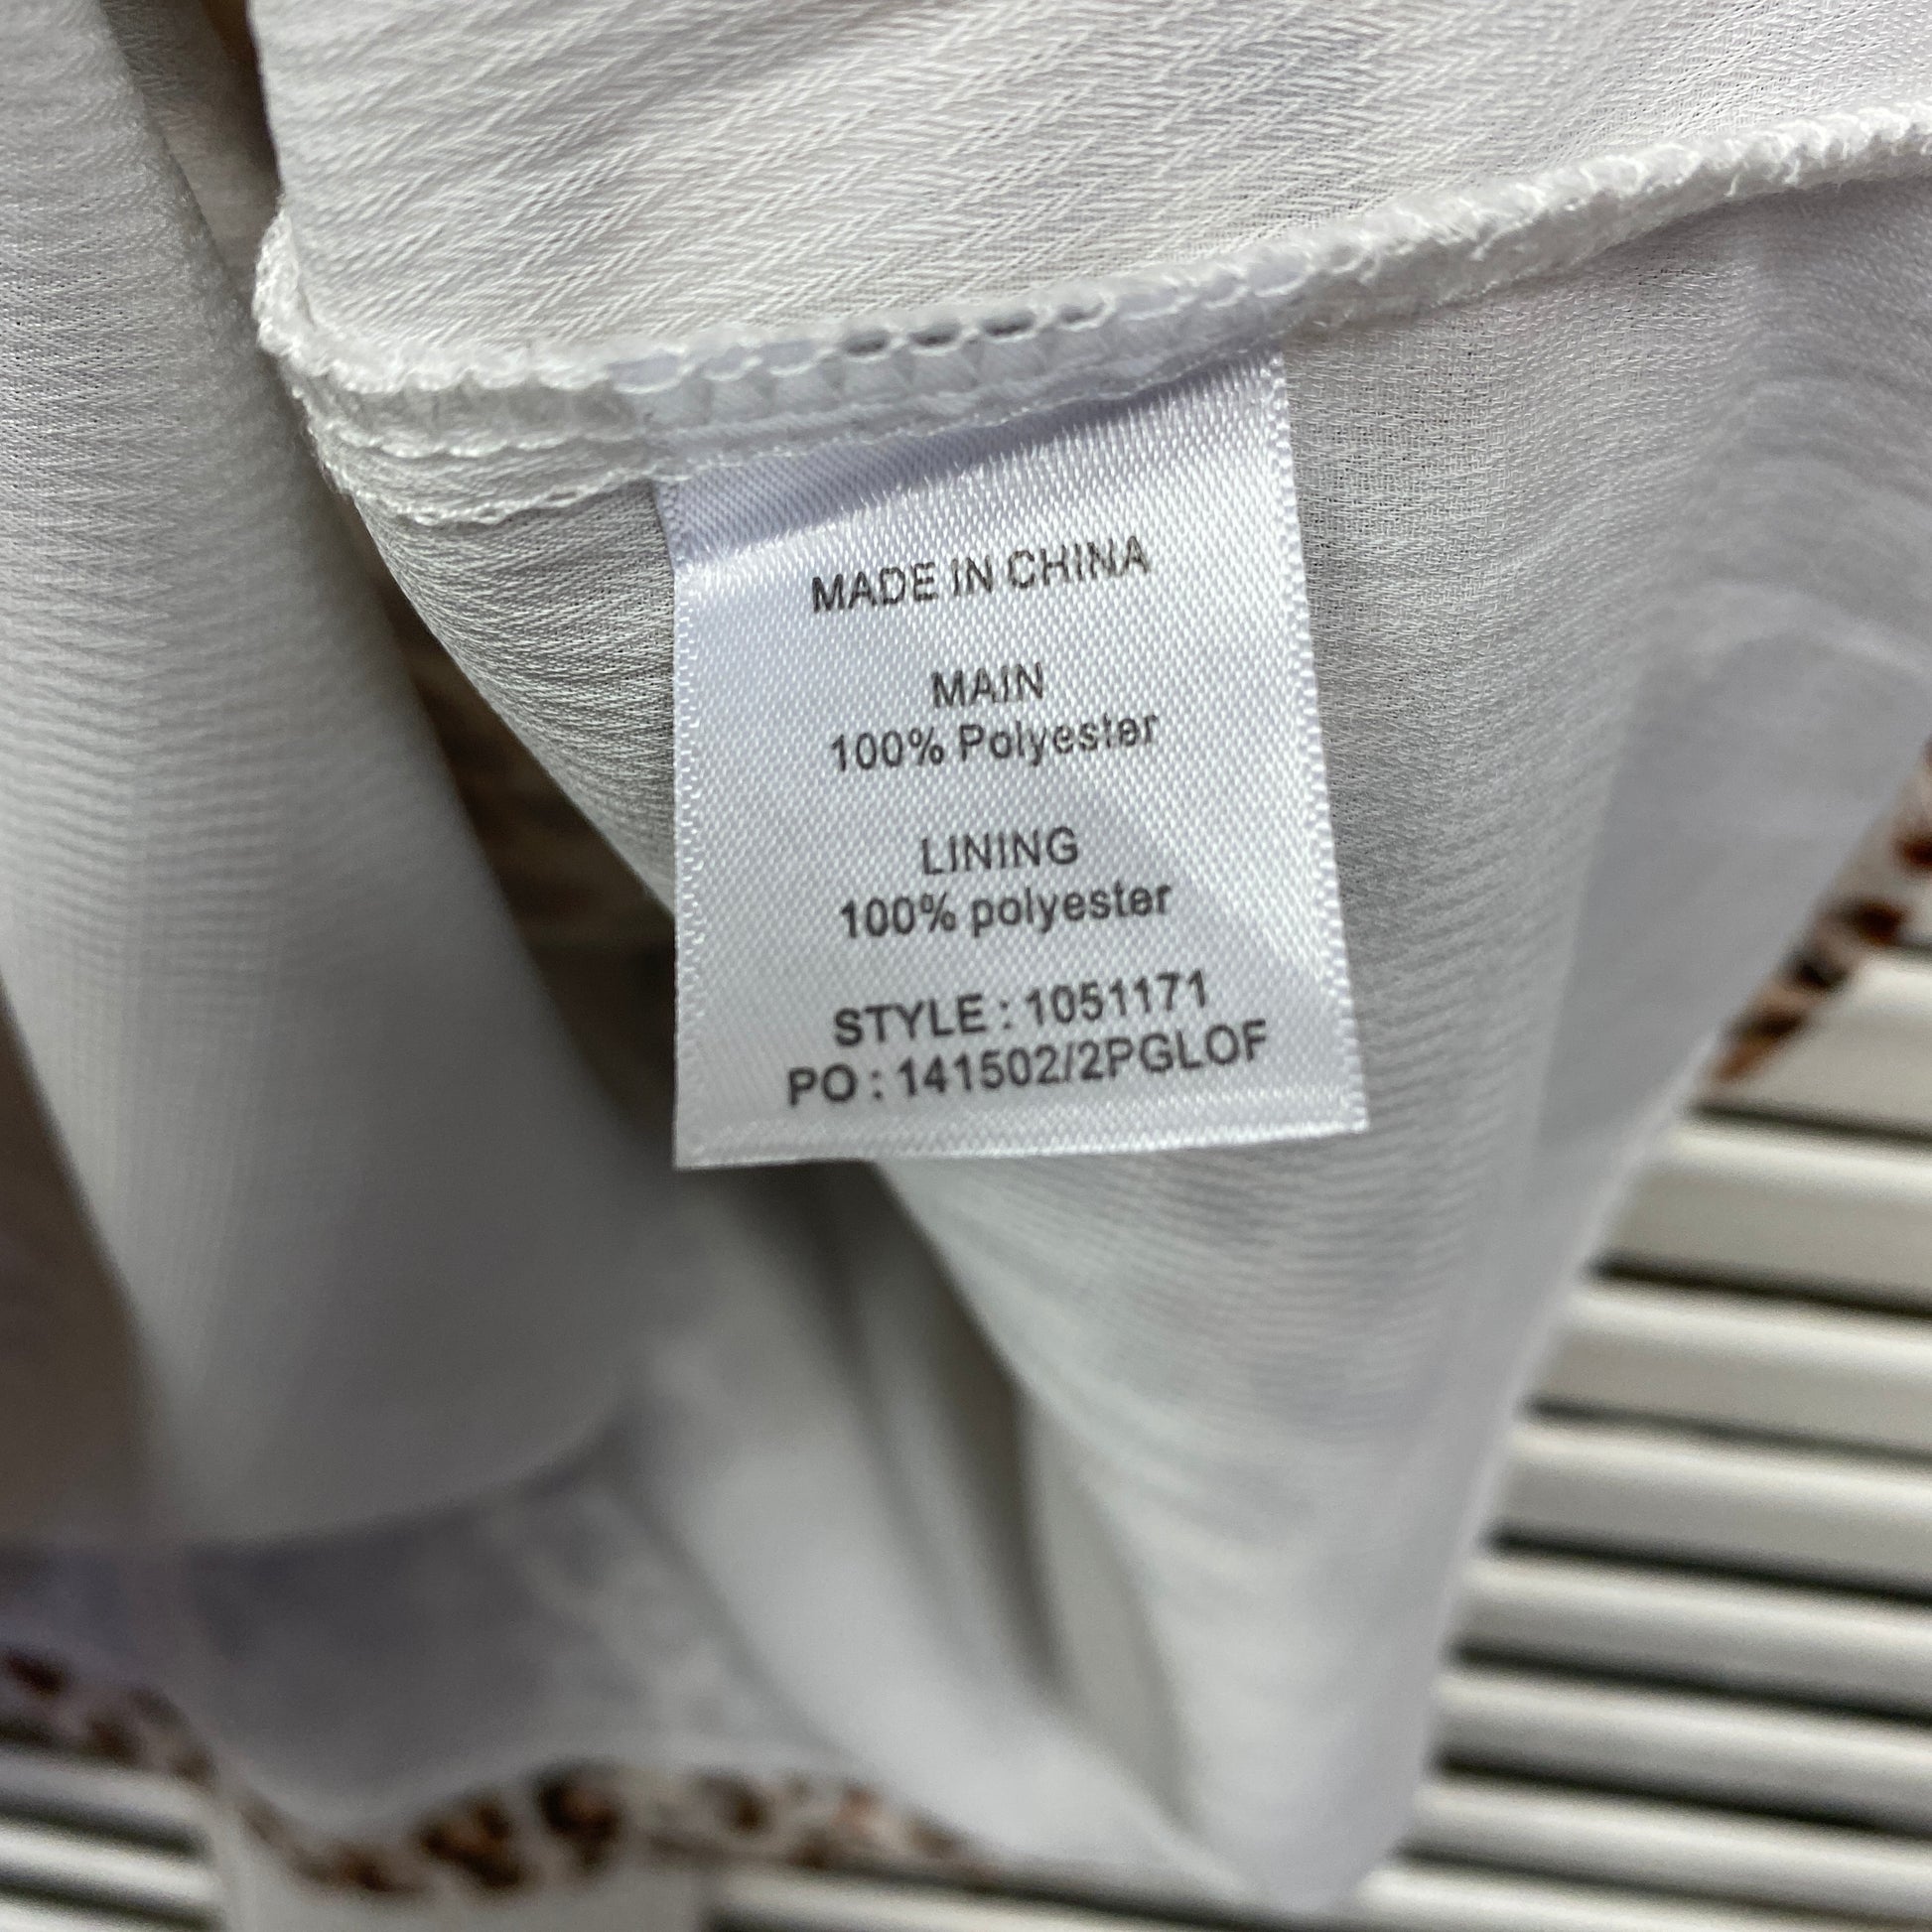 MADE IN CHINA
MAIN
100% Polyester
LINING
100% polyester
STYLE : 1051171
PO : 141502/2PGLOF